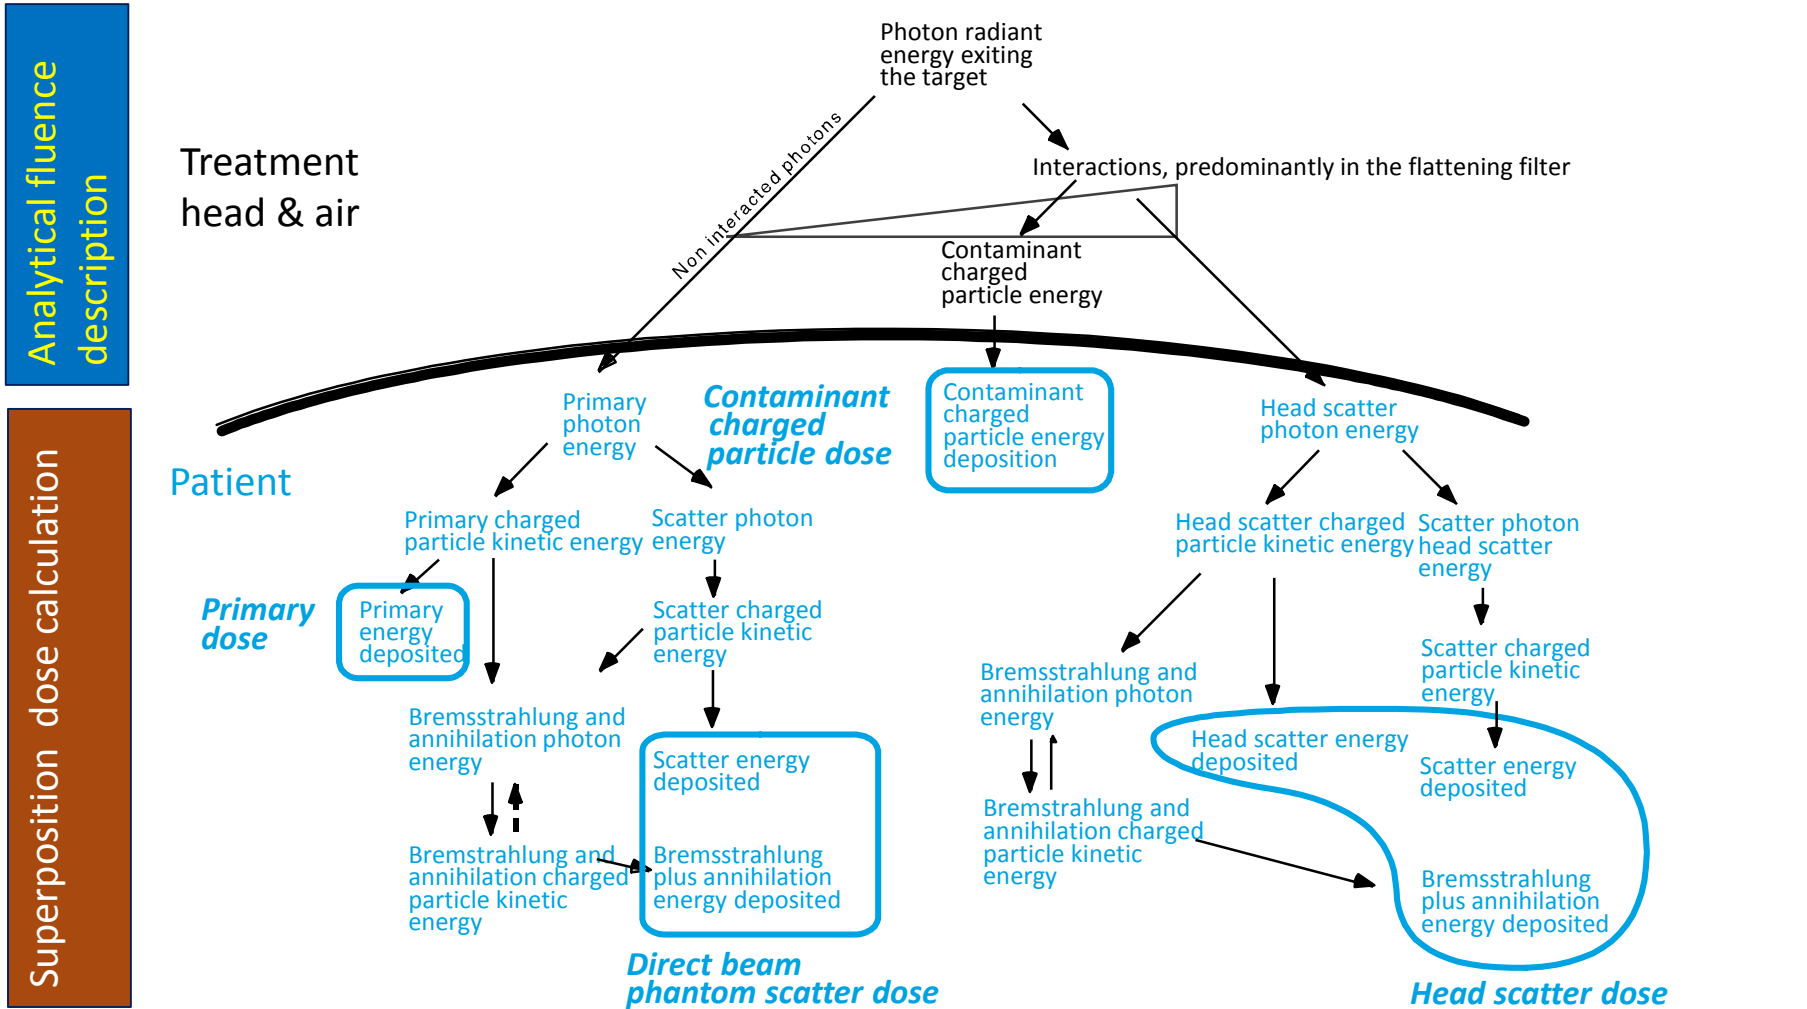 Analytical fluence
description
Superposition dose calculation
Treatment
head & air
Photon radiant
energy exiting
the target
Non interacted photons
Interactions, predominantly in the flattening filter
Contaminant
charged
particle energy
Patient
Primary
photon
energy
Contaminant
charged
particle dose
Contaminant
charged
particle energy
deposition
Head scatter
photon energy
Primary charged
particle kinetic energy
Scatter photon
energy
Head scatter charged
particle kinetic energy
Scatter photon
head scatter
energy
Primary
dose
Primary
energy
deposited
Scatter charged
particle kinetic
energy
Scatter charged
particle kinetic
energy
Bremsstrahlung and
annihilation photon
energy
Bremsstrahlung and
annihilation photon
energy
Scatter energy
deposited
Head scatter energy
deposited
Scatter energy
deposited
Bremstrahlung and
annihilation charged
particle kinetic
energy
Bremsstrahlung
plus annihilation
energy deposited
Bremstrahlung and
annihilation charged
particle kinetic
energy
Bremsstrahlung
plus annihilation
energy deposited
Direct beam
phantom scatter dose
Head scatter dose